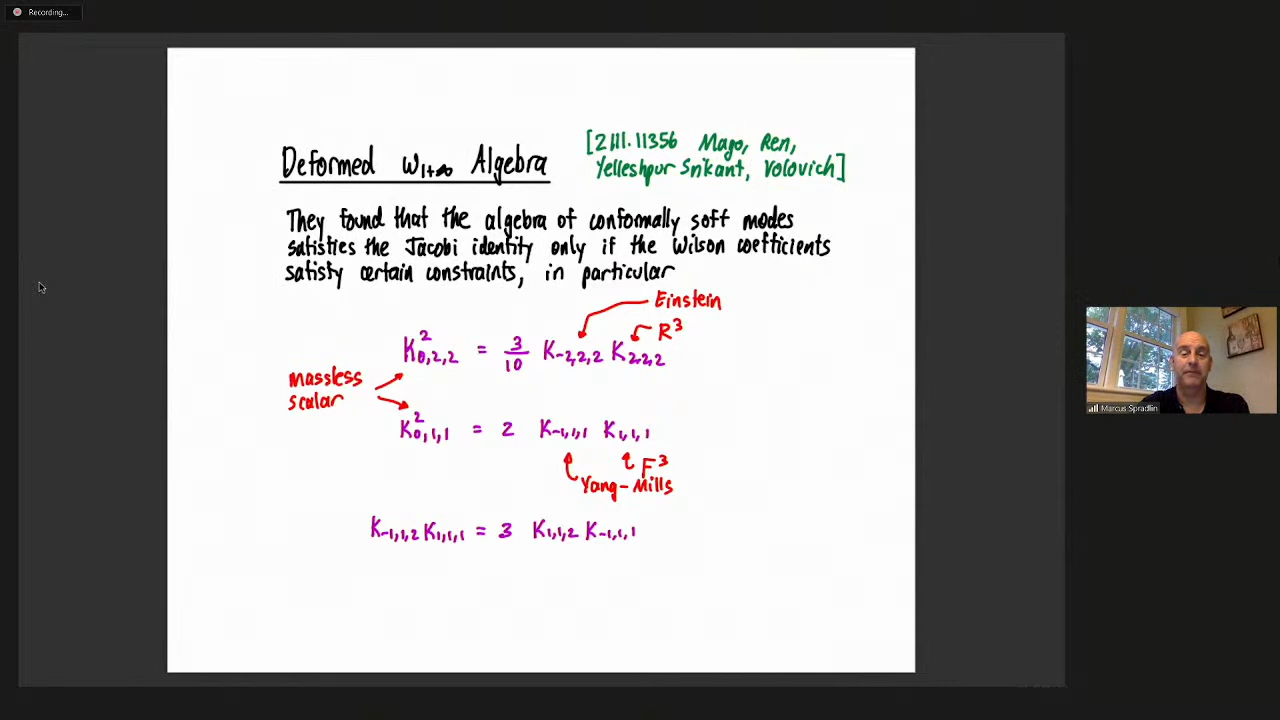 Recording...
Deformed w₁₊∞ Algebra
[2111.11356 Mago, Ren,
Yelleshpur Srikant, Volovich]
They found that the algebra of conformally soft modes
satisfies the Jacobi identity only if the Wilson coefficients
satisfy certain constraints, in particular
Einstein
R³
K²₀,₂,₂ = 3/10 K₋₂,₂,₂ K₂,₂,₂
massless
scalar
K²₀,₁,₁ = 2 K₋₁,₁,₁ K₁,₁,₁
F³
Yang-Mills
K₋₁,₁,₂ K₁,₁,₁ = 3 K₁,₁,₂ K₋₁,₁,₁
Marcus Spradlin